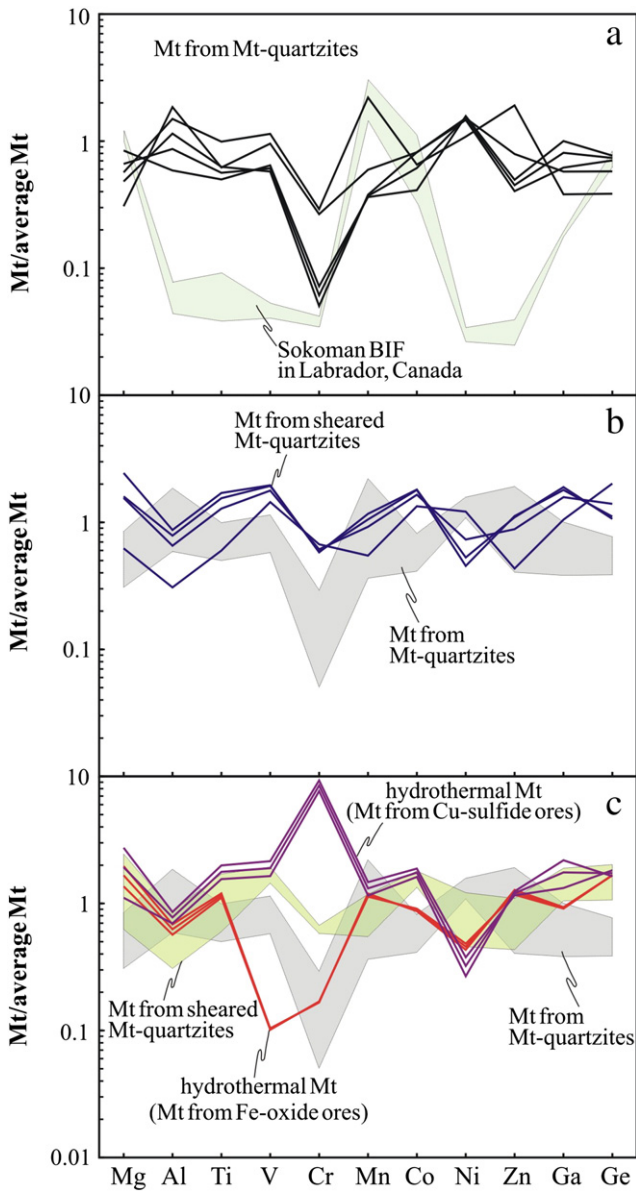 10
a
Mt from Mt-quartzites
1
Mt/average Mt
0.1
Sokoman BIF
in Labrador, Canada
10
b
Mt from sheared
Mt-quartzites
1
Mt/average Mt
Mt from
Mt-quartzites
0.1
10
c
hydrothermal Mt
(Mt from Cu-sulfide ores)
1
Mt/average Mt
Mt from sheared
Mt-quartzites
Mt from
Mt-quartzites
0.1
hydrothermal Mt
(Mt from Fe-oxide ores)
0.01
Mg Al Ti V Cr Mn Co Ni Zn Ga Ge